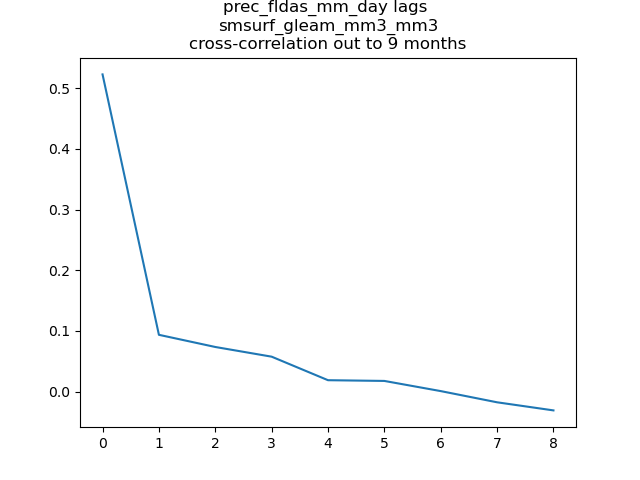 prec_fldas_mm_day lags
smsurf_gleam_mm3_mm3
cross-correlation out to 9 months
0.5
0.4
0.3
0.2
0.1
0.0
0 1 2 3 4 5 6 7 8